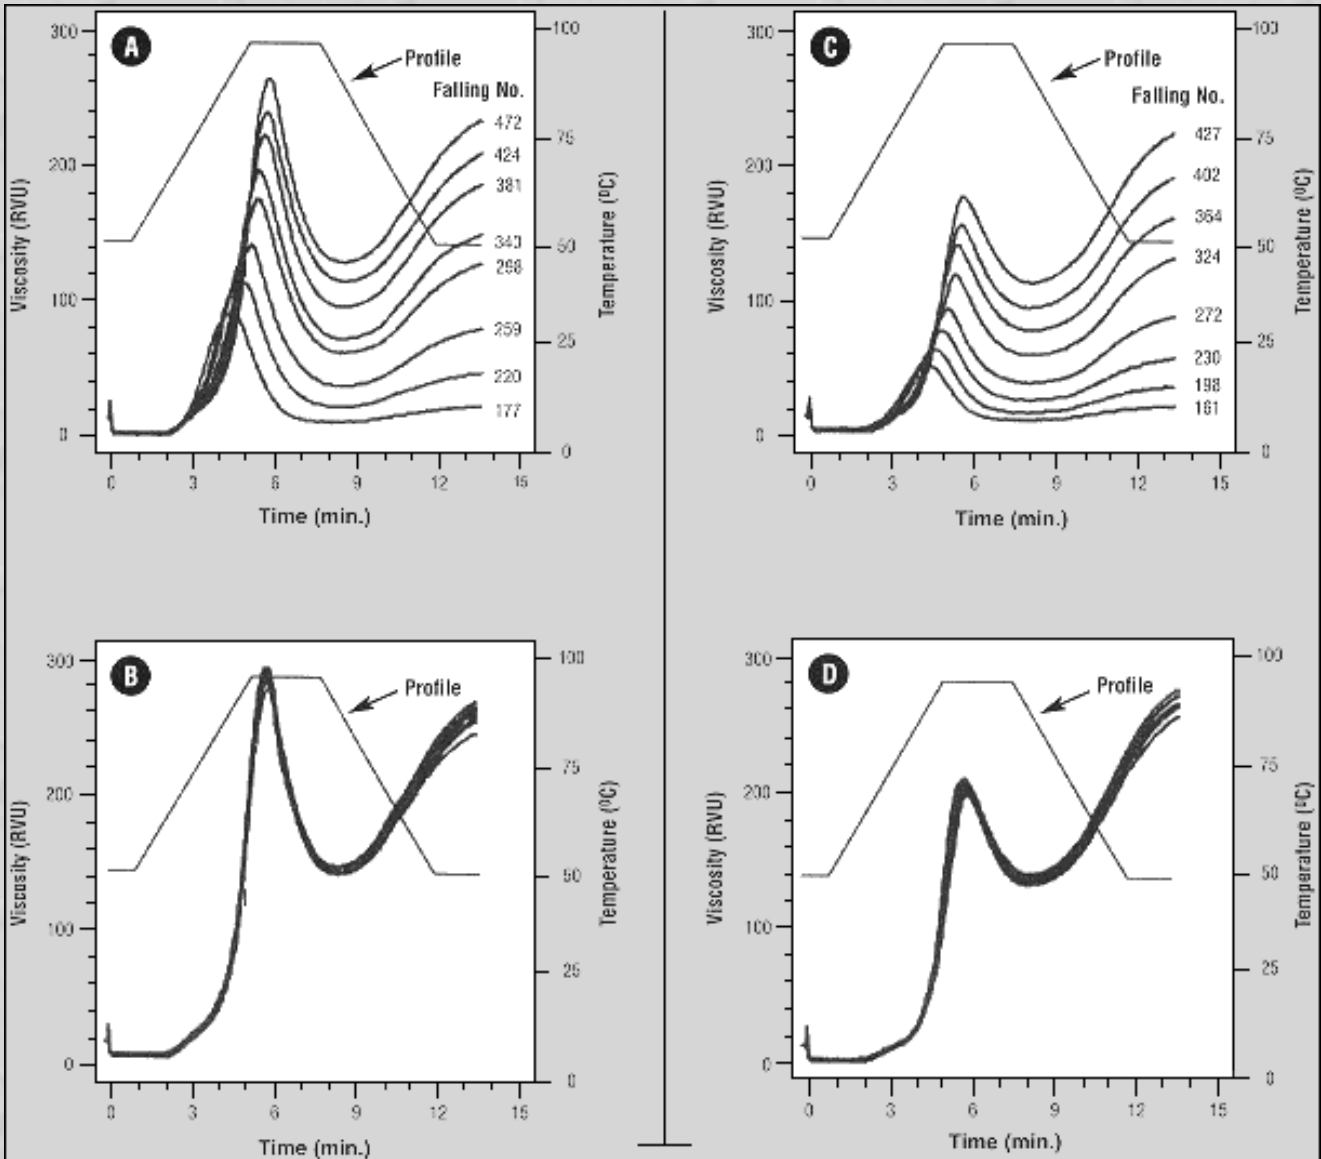 A
Profile
Falling No.
472
424
381
343
298
259
220
177
300
200
100
0
Viscosity (RVU)
100
75
50
25
0
Temperature (ºC)
0 3 6 9 12 15
Time (min.)
C
Profile
Falling No.
427
402
364
324
272
230
198
161
300
200
100
0
Viscosity (RVU)
100
75
50
25
0
Temperature (ºC)
0 3 6 9 12 15
Time (min.)
B
Profile
300
200
100
0
Viscosity (RVU)
100
75
50
25
0
Temperature (ºC)
0 3 6 9 12 15
Time (min.)
D
Profile
300
200
100
0
Viscosity (RVU)
100
75
50
25
0
Temperature (ºC)
0 3 6 9 12 15
Time (min.)